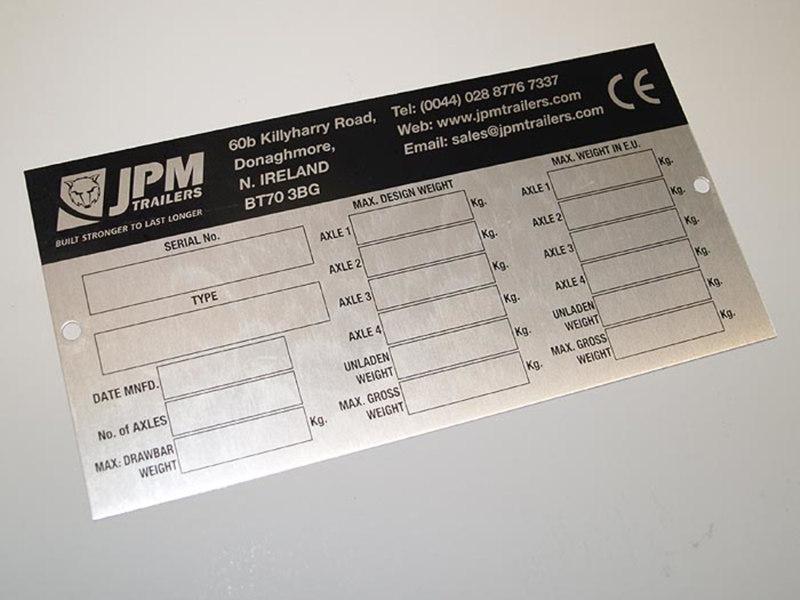 JPM
TRAILERS
BUILT STRONGER TO LAST LONGER
60b Killyharry Road,
Donaghmore,
N. IRELAND
BT70 3BG
Tel: (0044) 028 8776 7337
Web: www.jpmtrailers.com
Email: sales@jpmtrailers.com
CE
SERIAL No.
TYPE
DATE MNFD.
No. of AXLES
MAX: DRAWBAR
WEIGHT
Kg.
MAX. DESIGN WEIGHT
AXLE 1
Kg.
AXLE 2
Kg.
AXLE 3
Kg.
AXLE 4
Kg.
UNLADEN
WEIGHT
Kg.
MAX. GROSS
WEIGHT
Kg.
MAX. WEIGHT IN E.U.
AXLE 1
Kg.
AXLE 2
Kg.
AXLE 3
Kg.
AXLE 4
Kg.
UNLADEN
WEIGHT
Kg.
MAX. GROSS
WEIGHT
Kg.